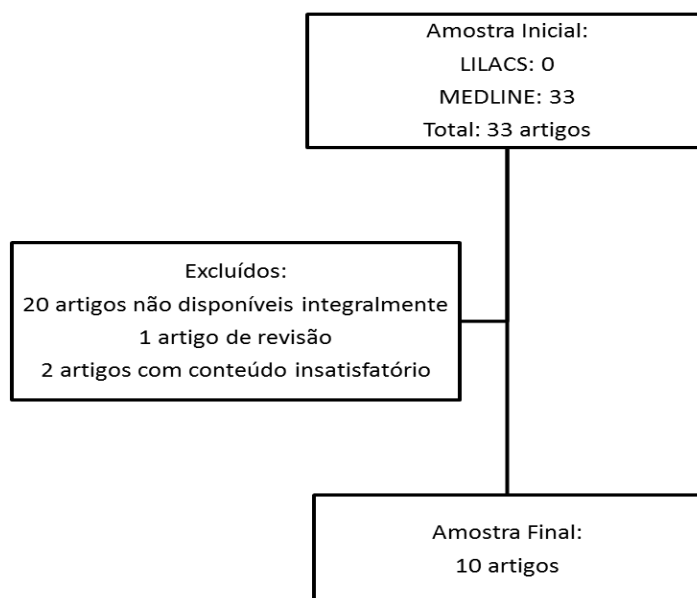 Amostra Inicial:
LILACS: 0
MEDLINE: 33
Total: 33 artigos
Excluídos:
20 artigos não disponíveis integralmente
1 artigo de revisão
2 artigos com conteúdo insatisfatório
Amostra Final:
10 artigos